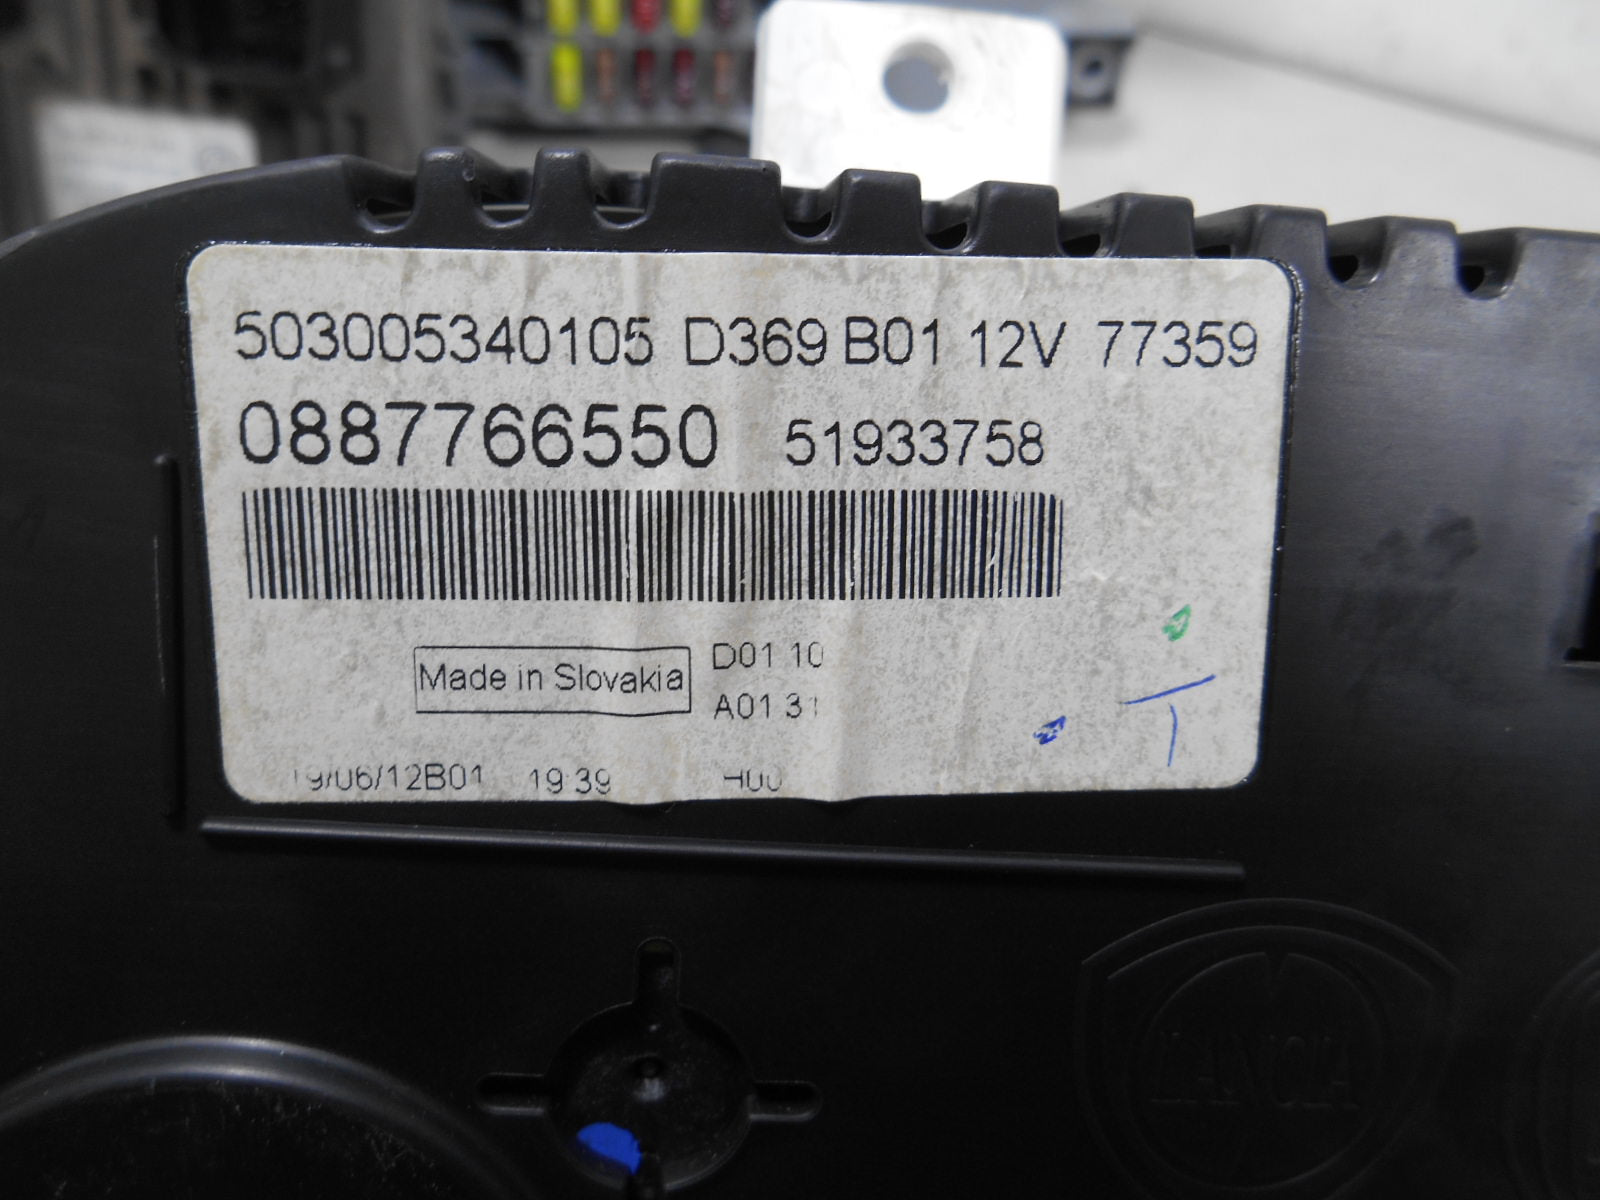 503005340105 D369 B01 12V 77359
0887766550 51933758
Made in Slovakia
D01 10
A01 31
19/06/12B01 19 39 H00
T
LANCIA